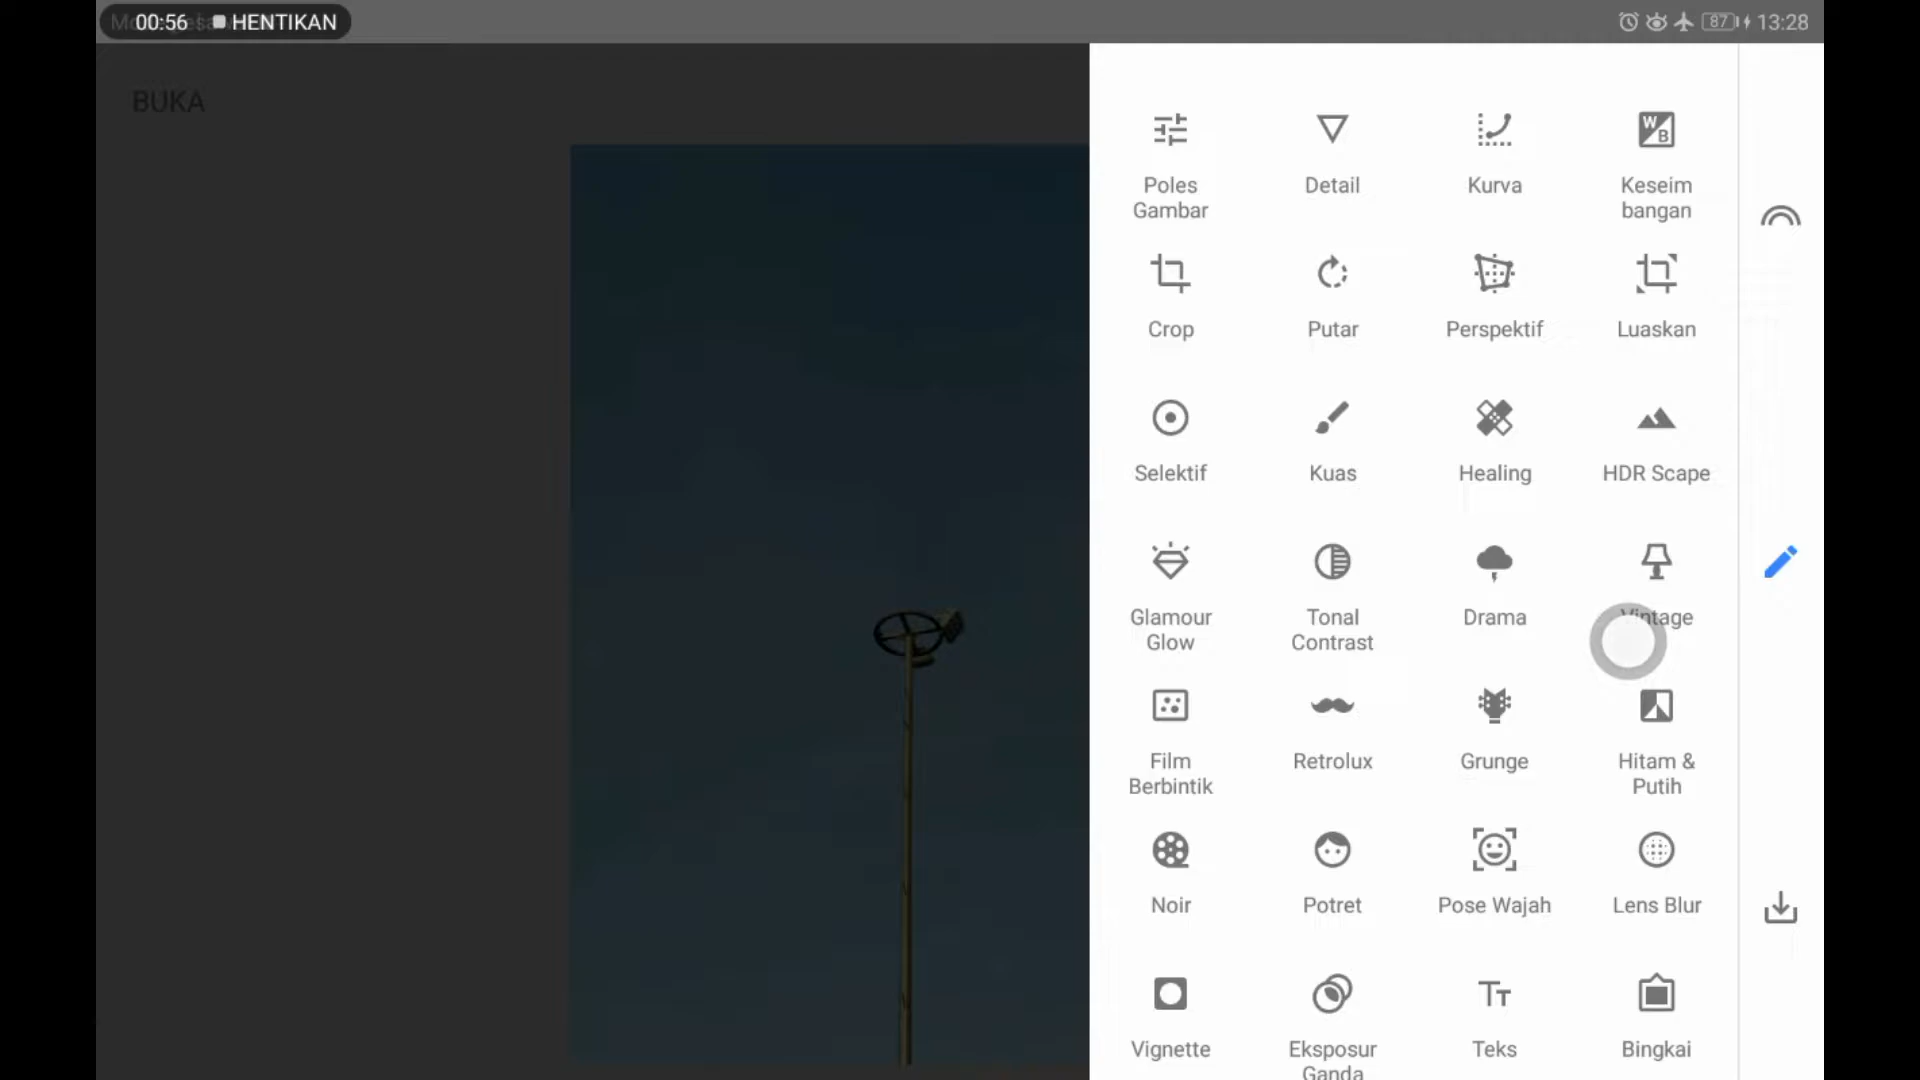 00:56 HENTIKAN
87 13:28
BUKA
Poles
Gambar
Detail
Kurva
Keseim
bangan
Crop
Putar
Perspektif
Luaskan
Selektif
Kuas
Healing
HDR Scape
Glamour
Glow
Tonal
Contrast
Drama
Vintage
Film
Berbintik
Retrolux
Grunge
Hitam &
Putih
Noir
Potret
Pose Wajah
Lens Blur
Vignette
Eksposur
Ganda
Teks
Bingkai